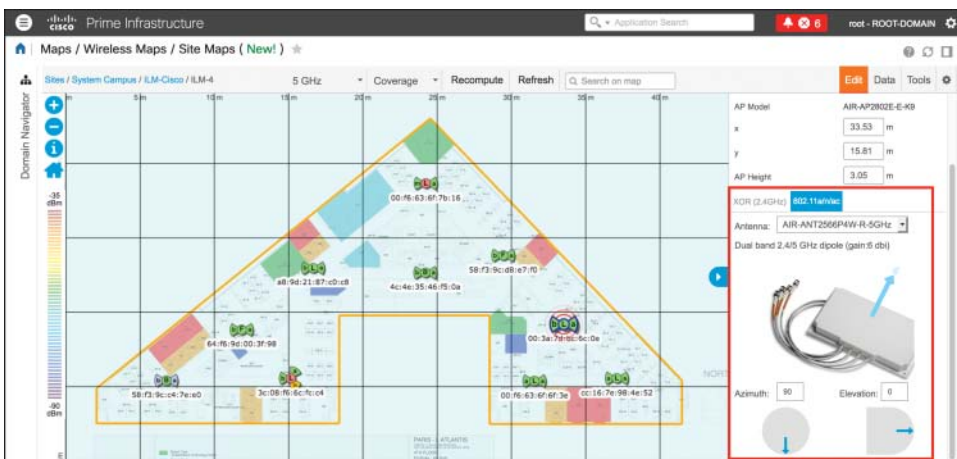 cisco Prime Infrastructure
Application Search
6
root - ROOT-DOMAIN
Maps / Wireless Maps / Site Maps ( New! )
Sites / System Campus / ILM-Cisco / ILM-4
5 GHz
Coverage
Recompute
Refresh
Search on map
Edit
Data
Tools
Domain Navigator
5m
10m
15m
20m
25m
30m
35m
40m
-35
dBm
-90
dBm
00:f6:63:6f:7b:16
a8:9d:21:87:c0:c8
4c:4e:35:46:f5:0a
58:f3:9c:d8:e7:f0
64:f6:9d:00:3f:98
58:f3:9c:c4:7e:e0
3c:08:f6:6c:fc:c4
00:f6:63:6f:6f:3e
cc:16:7e:98:4e:52
PARIS - L ATLANTIS
AP Model
AIR-AP2802E-E-K9
x
33.53 m
y
15.81 m
AP Height
3.05 m
XOR (2.4GHz)
802.11a/n/ac
Antenna:
AIR-ANT2566P4W-R-5GHz
Dual band 2.4/5 GHz dipole (gain:6 dbi)
Azimuth:
90
Elevation:
0